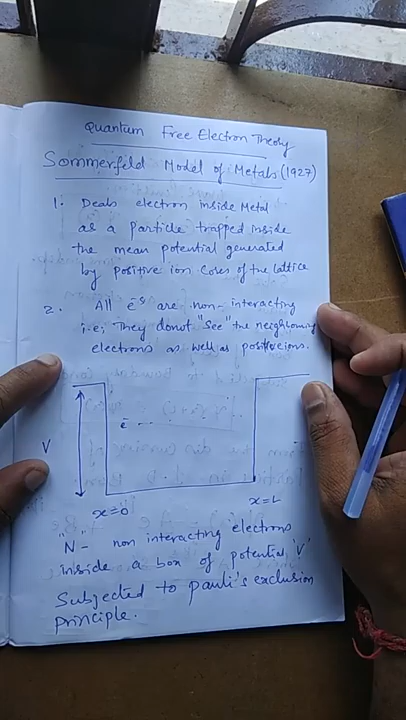 Quantum Free Electron Theory
Sommerfeld Model of Metals (1927)
1. Deals electron inside Metal
as a particle trapped inside
the mean potential generated
by positive ion cores of the lattice
2. All e⁻s are non-interacting
i.e; They donot "see" the neighbouring
electrons as well as positive ions.
e⁻ ...
V
x=0
x=L
"N"- non interacting electrons
inside a box of potential 'V'
Subjected to pauli's exclusion
principle.